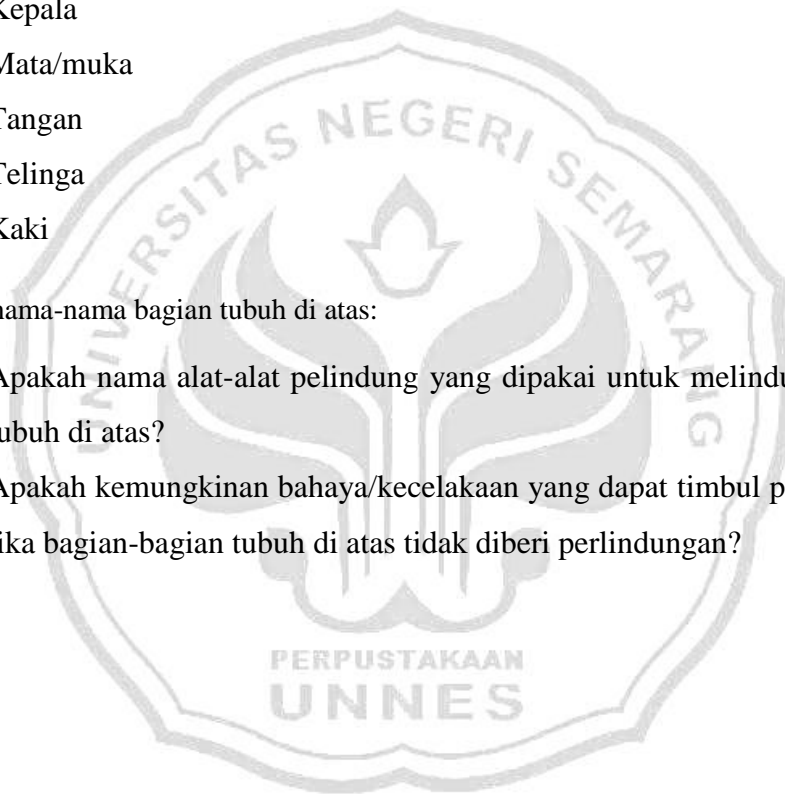 Kepala
Mata/muka
Tangan
Telinga
Kaki
nama-nama bagian tubuh di atas:
Apakah nama alat-alat pelindung yang dipakai untuk
tubuh di atas?
Apakah kemungkinan bahaya/kecelakaan yang dapat timbul
jika bagian-bagian tubuh di atas tidak diberi perlindungan?
UNIVERSITAS NEGERI SEMARANG
PERPUSTAKAAN
UNNES